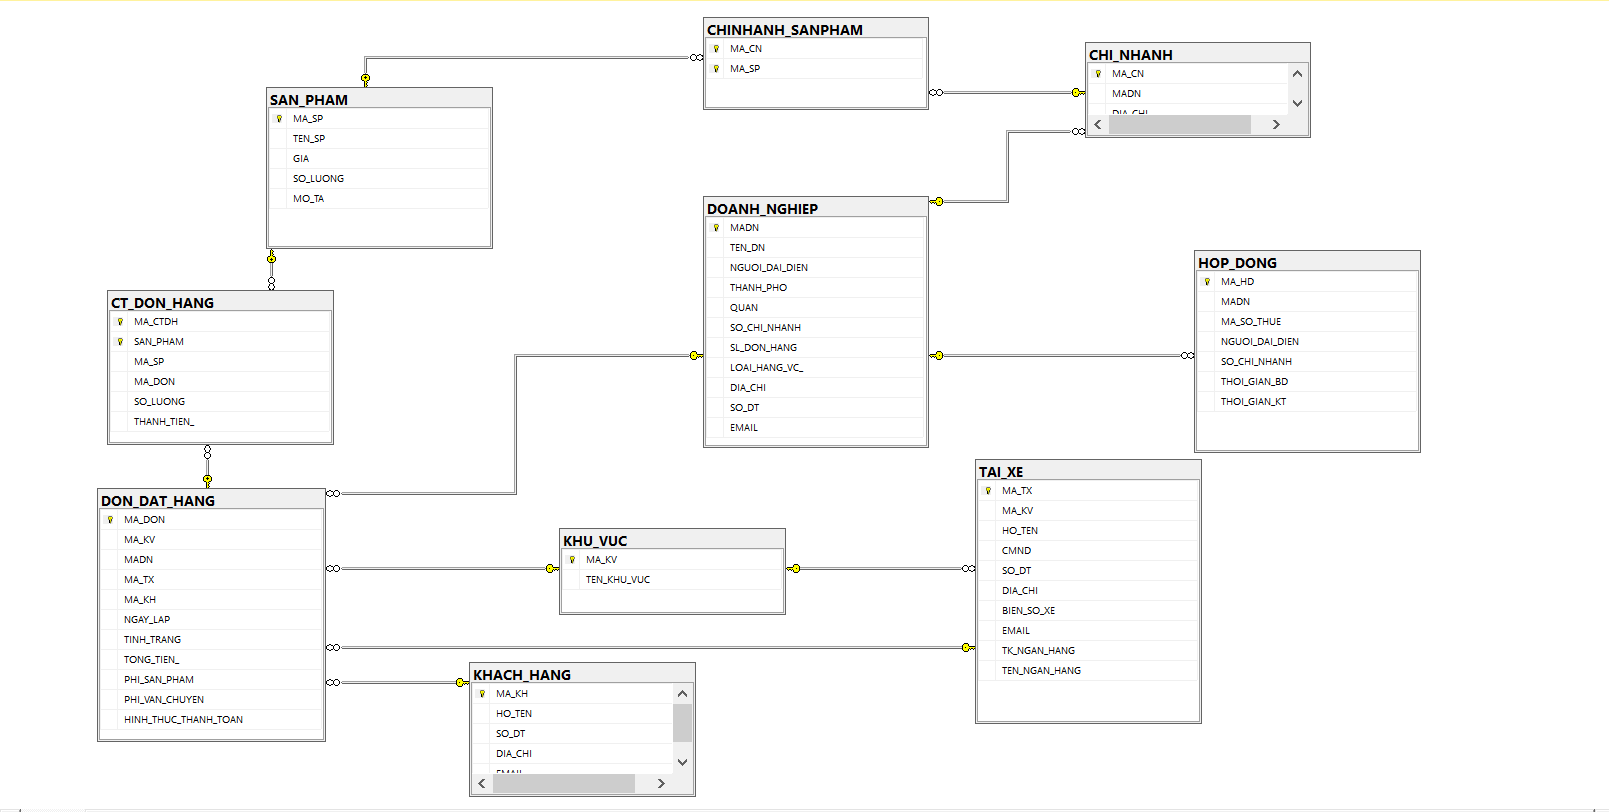 CHINHANH_SANPHAM
MA_CN
MA_SP
CHI_NHANH
MA_CN
MADN
DIA_CHI
SAN_PHAM
MA_SP
TEN_SP
GIA
SO_LUONG
MO_TA
DOANH_NGHIEP
MADN
TEN_DN
NGUOI_DAI_DIEN
THANH_PHO
QUAN
SO_CHI_NHANH
SL_DON_HANG
LOAI_HANG_VC_
DIA_CHI
SO_DT
EMAIL
HOP_DONG
MA_HD
MADN
MA_SO_THUE
NGUOI_DAI_DIEN
SO_CHI_NHANH
THOI_GIAN_BD
THOI_GIAN_KT
CT_DON_HANG
MA_CTDH
SAN_PHAM
MA_SP
MA_DON
SO_LUONG
THANH_TIEN_
DON_DAT_HANG
MA_DON
MA_KV
MADN
MA_TX
MA_KH
NGAY_LAP
TINH_TRANG
TONG_TIEN_
PHI_SAN_PHAM
PHI_VAN_CHUYEN
HINH_THUC_THANH_TOAN
KHU_VUC
MA_KV
TEN_KHU_VUC
TAI_XE
MA_TX
MA_KV
HO_TEN
CMND
SO_DT
DIA_CHI
BIEN_SO_XE
EMAIL
TK_NGAN_HANG
TEN_NGAN_HANG
KHACH_HANG
MA_KH
HO_TEN
SO_DT
DIA_CHI
EMAIL